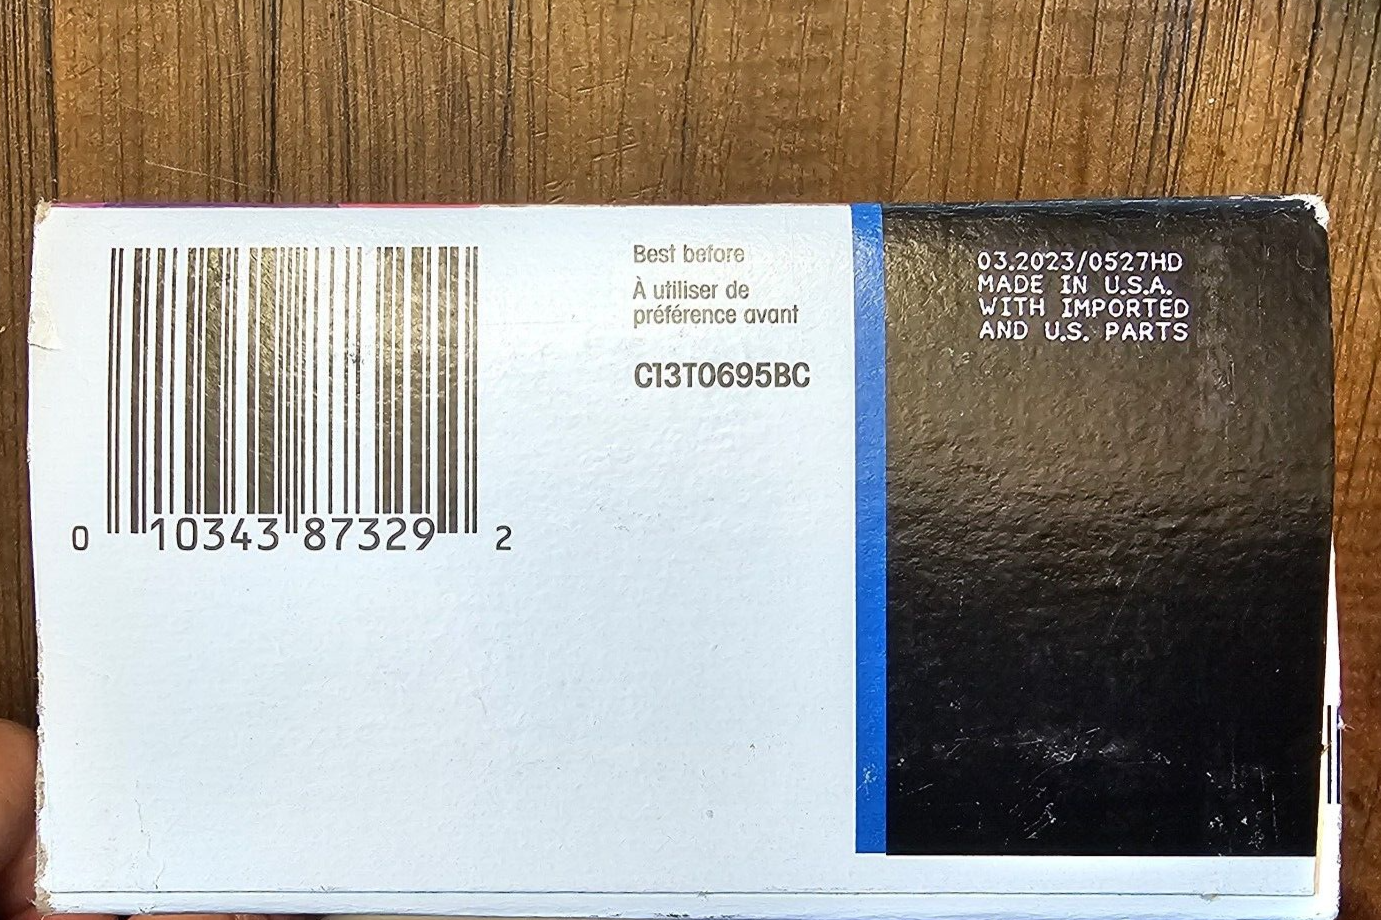 Best before
À utiliser de
préférence avant
C13T0695BC
03.2023/0527HD
MADE IN U.S.A.
WITH IMPORTED
AND U.S. PARTS
0 10343 87329 2